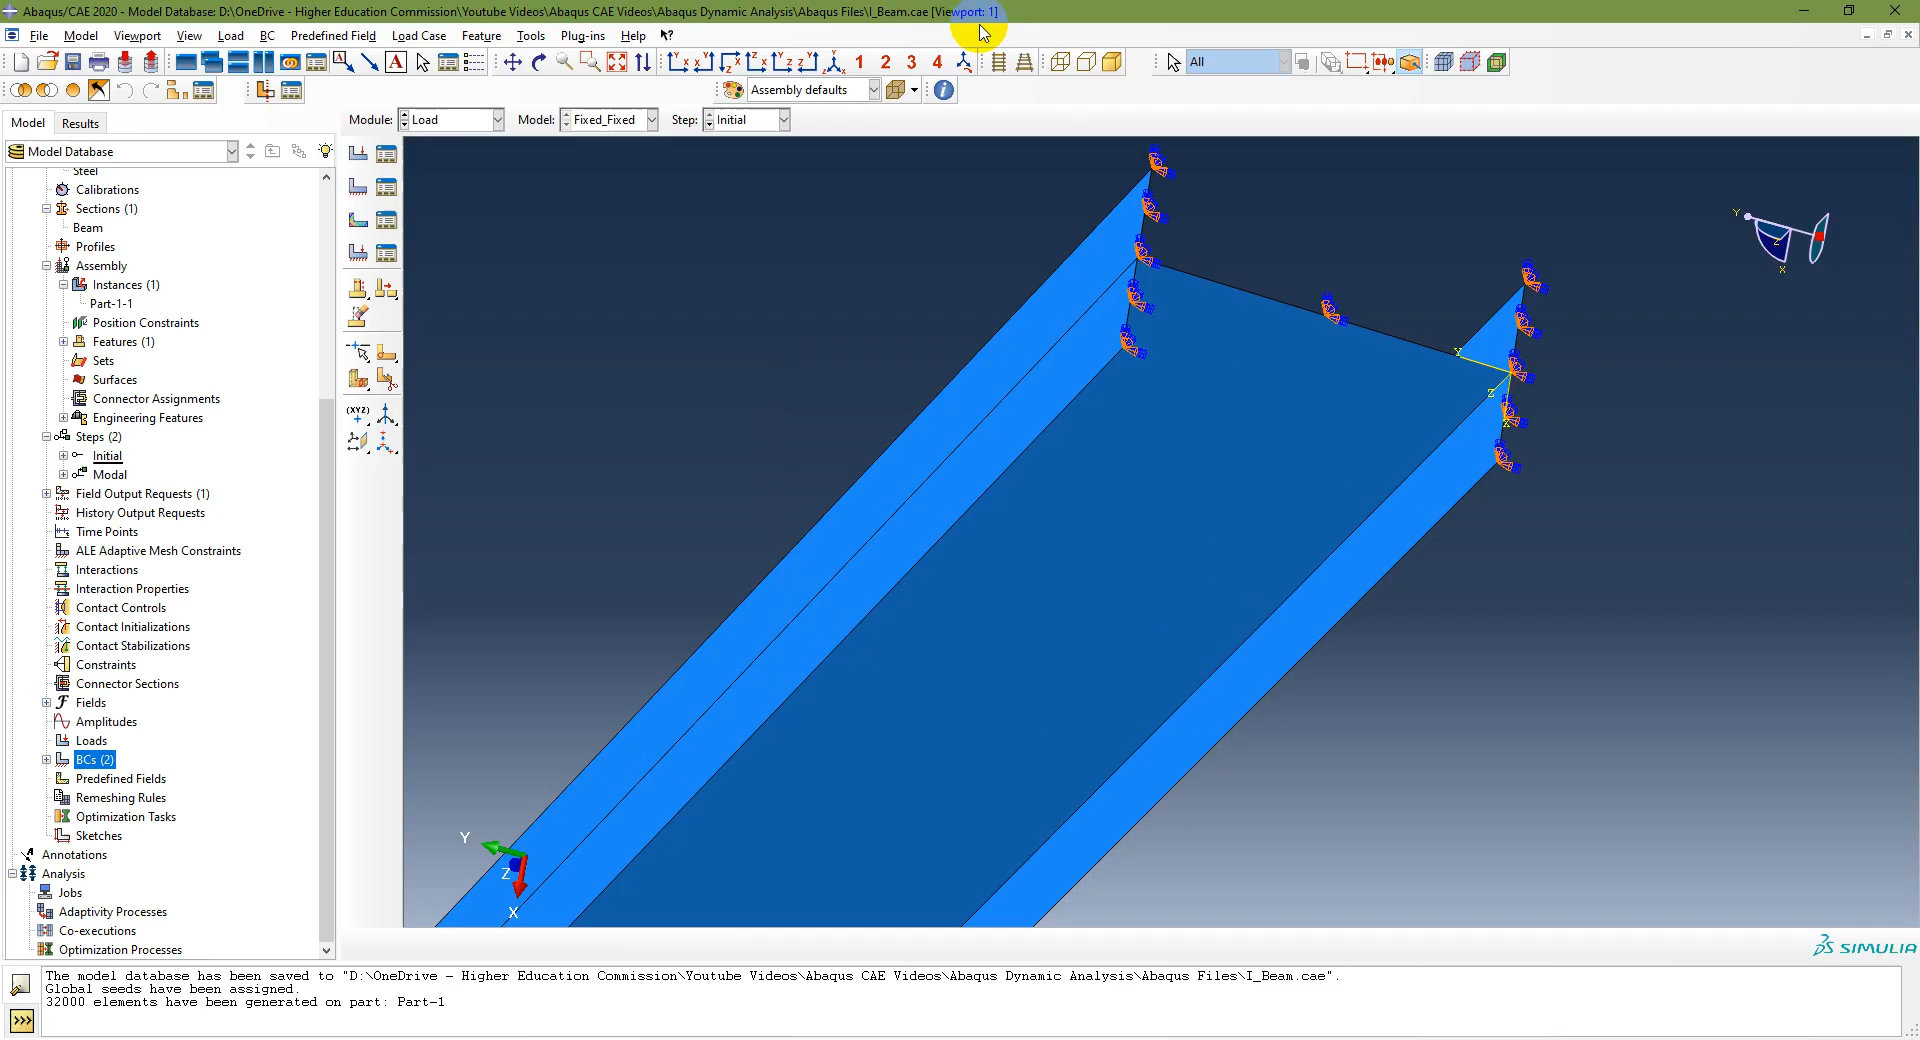 Abaqus/CAE 2020 - Model Database: D:\OneDrive - Higher Education Commission\Youtube Videos\Abaqus CAE Videos\Abaqus Dynamic Analysis\Abaqus Files\I_Beam.cae [Viewport: 1]
File Model Viewport View Load BC Predefined Field Load Case Feature Tools Plug-ins Help
1 2 3 4 All
Assembly defaults
Model Results Module: Load Model: Fixed_Fixed Step: Initial
Model Database
Steel
Calibrations
Sections (1)
Beam
Profiles
Assembly
Instances (1)
Part-1-1
Position Constraints
Features (1)
Sets
Surfaces
Connector Assignments
Engineering Features
Steps (2)
Initial
Modal
Field Output Requests (1)
History Output Requests
Time Points
ALE Adaptive Mesh Constraints
Interactions
Interaction Properties
Contact Controls
Contact Initializations
Contact Stabilizations
Constraints
Connector Sections
Fields
Amplitudes
Loads
BCs (2)
Predefined Fields
Remeshing Rules
Optimization Tasks
Sketches
Annotations
Analysis
Jobs
Adaptivity Processes
Co-executions
Optimization Processes
(XYZ)
Y
Z
X
Y
Z
X
Y
Z
X
SIMULIA
The model database has been saved to "D:\OneDrive - Higher Education Commission\Youtube Videos\Abaqus CAE Videos\Abaqus Dynamic Analysis\Abaqus Files\I_Beam.cae".
Global seeds have been assigned.
32000 elements have been generated on part: Part-1
>>>